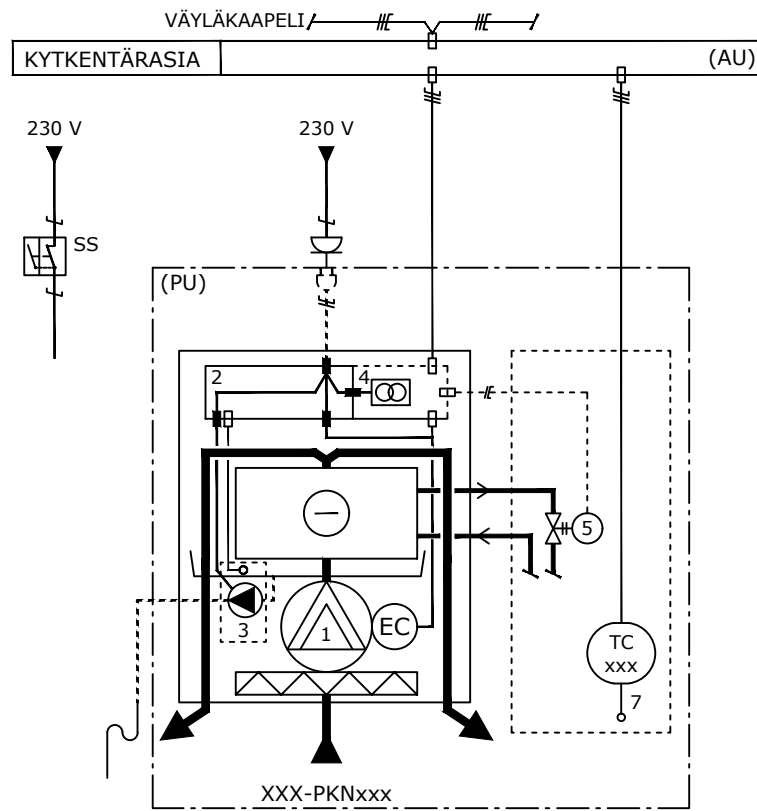 VÄYLÄKAAPELI
KYTKENTÄRASIA
(AU)
230 V
230 V
SS
(PU)
2
4
5
3
1
EC
TC
xxx
7
XXX-PKNxxx